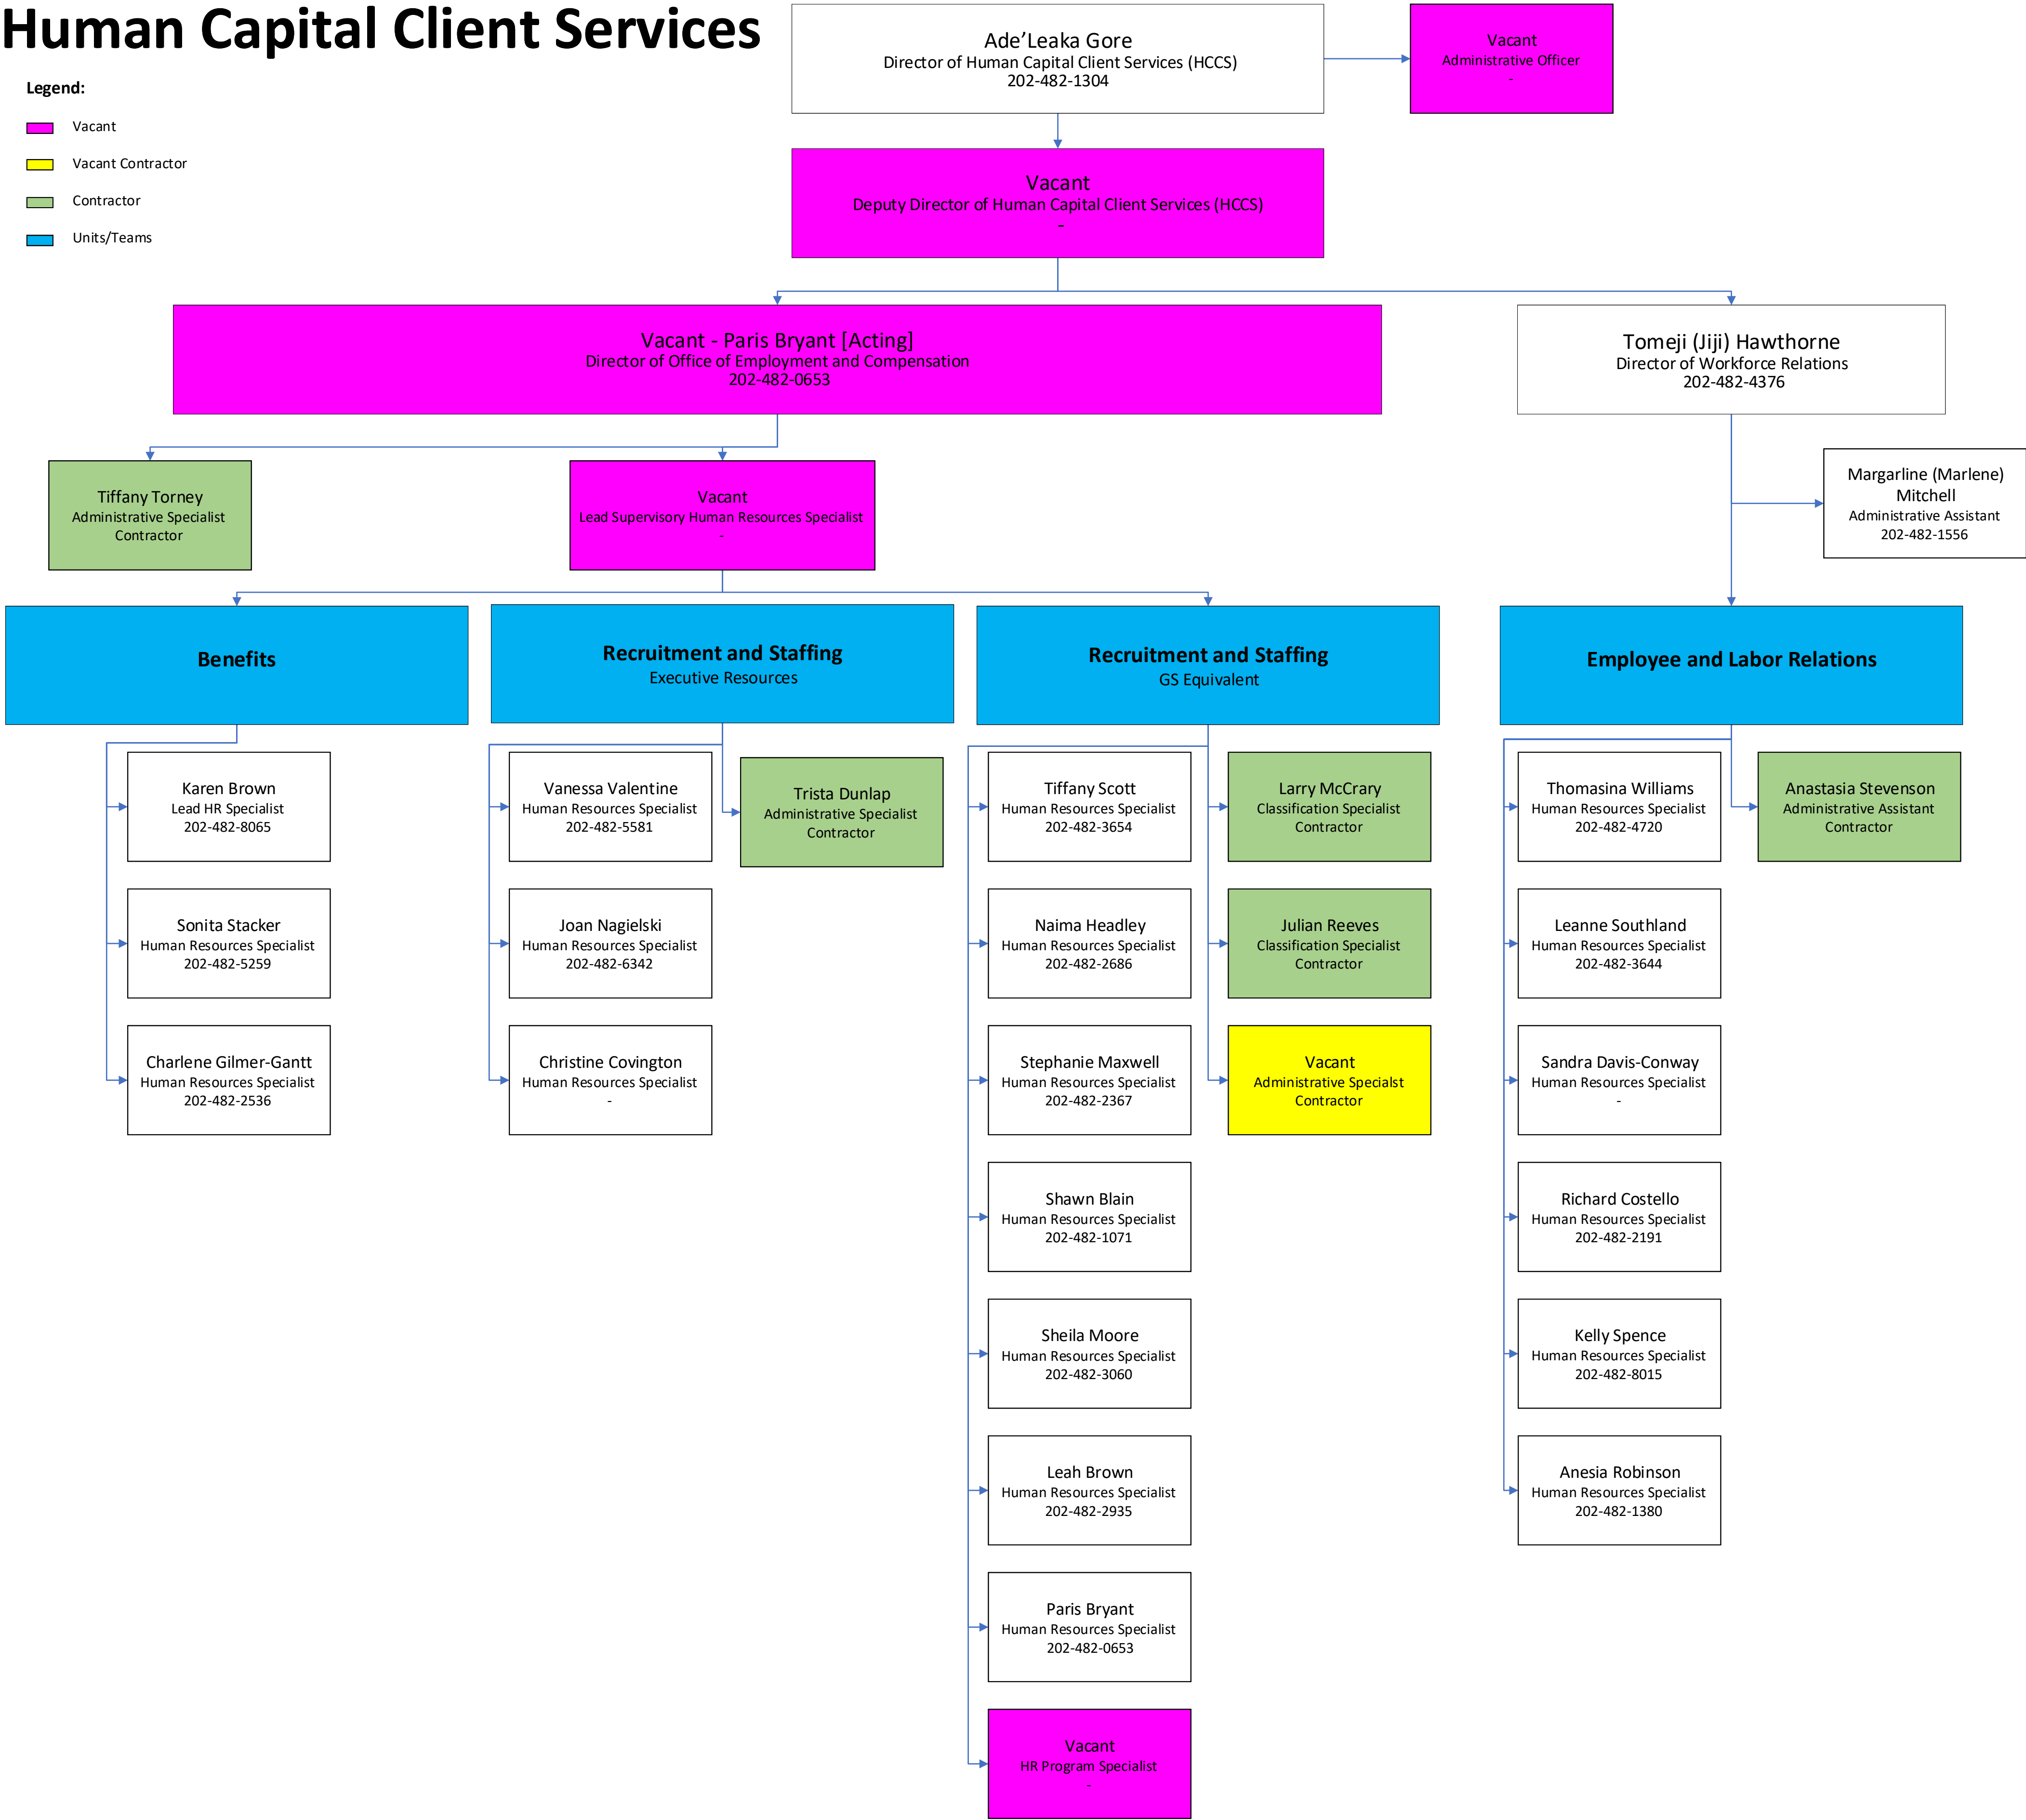 Human Capital Client Services
Legend:
Vacant
Vacant Contractor
Contractor
Units/Teams
Ade’Leaka Gore
Director of Human Capital Client Services (HCCS)
202-482-1304
Vacant
Administrative Officer
-
Vacant
Deputy Director of Human Capital Client Services (HCCS)
-
Vacant - Paris Bryant [Acting]
Director of Office of Employment and Compensation
202-482-0653
Tomeji (Jiji) Hawthorne
Director of Workforce Relations
202-482-4376
Tiffany Torney
Administrative Specialist
Contractor
Vacant
Lead Supervisory Human Resources Specialist
-
Margarline (Marlene)
Mitchell
Administrative Assistant
202-482-1556
Benefits
Recruitment and Staffing
Executive Resources
Recruitment and Staffing
GS Equivalent
Employee and Labor Relations
Karen Brown
Lead HR Specialist
202-482-8065
Sonita Stacker
Human Resources Specialist
202-482-5259
Charlene Gilmer-Gantt
Human Resources Specialist
202-482-2536
Vanessa Valentine
Human Resources Specialist
202-482-5581
Joan Nagielski
Human Resources Specialist
202-482-6342
Christine Covington
Human Resources Specialist
-
Trista Dunlap
Administrative Specialist
Contractor
Tiffany Scott
Human Resources Specialist
202-482-3654
Naima Headley
Human Resources Specialist
202-482-2686
Stephanie Maxwell
Human Resources Specialist
202-482-2367
Shawn Blain
Human Resources Specialist
202-482-1071
Sheila Moore
Human Resources Specialist
202-482-3060
Leah Brown
Human Resources Specialist
202-482-2935
Paris Bryant
Human Resources Specialist
202-482-0653
Vacant
HR Program Specialist
-
Larry McCrary
Classification Specialist
Contractor
Julian Reeves
Classification Specialist
Contractor
Vacant
Administrative Specialst
Contractor
Thomasina Williams
Human Resources Specialist
202-482-4720
Leanne Southland
Human Resources Specialist
202-482-3644
Sandra Davis-Conway
Human Resources Specialist
-
Richard Costello
Human Resources Specialist
202-482-2191
Kelly Spence
Human Resources Specialist
202-482-8015
Anesia Robinson
Human Resources Specialist
202-482-1380
Anastasia Stevenson
Administrative Assistant
Contractor